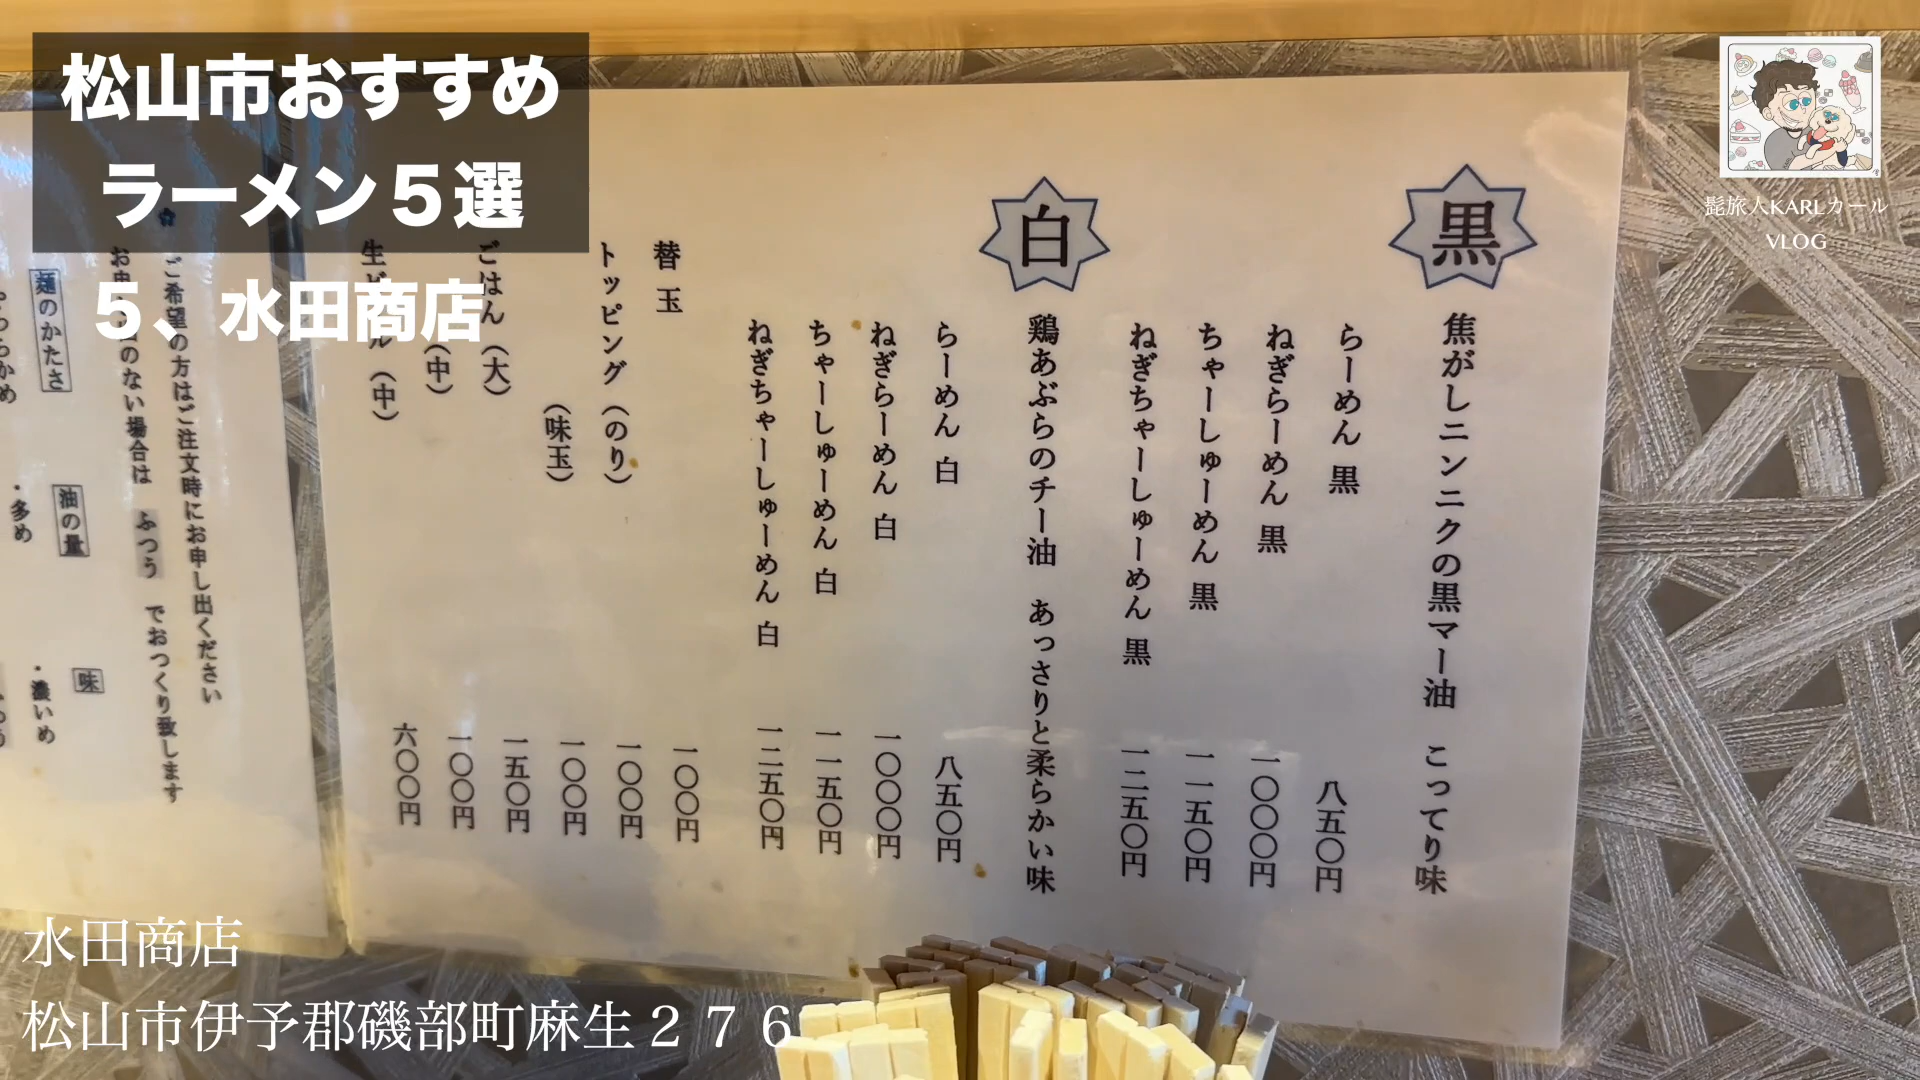 松山市おすすめ
ラーメン５選
５、水田商店
髭旅人KARLカール
VLOG
黒
焦がしニンニクの黒マー油　こってり味
らーめん 黒　八五〇円
ねぎらーめん 黒　一〇〇〇円
ちゃーしゅーめん 黒　一一五〇円
ねぎちゃーしゅーめん 黒　一二五〇円
白
鶏あぶらのチー油　あっさりと柔らかい味
らーめん 白　八五〇円
ねぎらーめん 白　一〇〇〇円
ちゃーしゅーめん 白　一一五〇円
ねぎちゃーしゅーめん 白　一二五〇円
替玉　一〇〇円
トッピング（のり）　一〇〇円
（味玉）　一〇〇円
ごはん（大）　一五〇円
（中）　一〇〇円
生ビール（中）　六〇〇円
ご希望の方はご注文時にお申し出ください
のない場合は ふつう でおつくり致します
麺のかたさ
油の量
・多め
味
・濃いめ
水田商店
松山市伊予郡磯部町麻生２７６